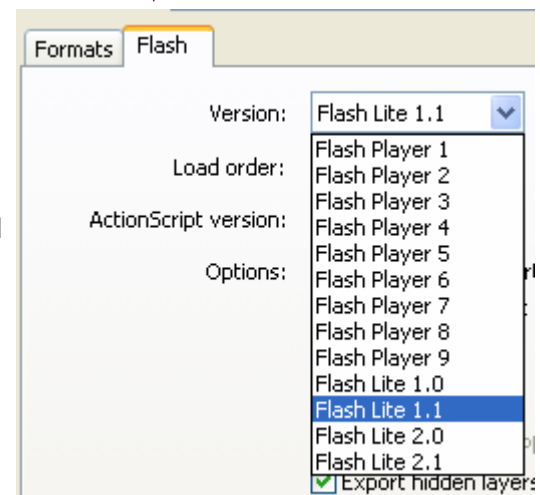 Formats Flash
Version: Flash Lite 1.1
Flash Player 1
Load order: Flash Player 2
Flash Player 3
ActionScript version: Flash Player 4
Flash Player 5
Options: Flash Player 6
Flash Player 7
Flash Player 8
Flash Player 9
Flash Lite 1.0
Flash Lite 1.1
Flash Lite 2.0
Flash Lite 2.1
Export hidden layers